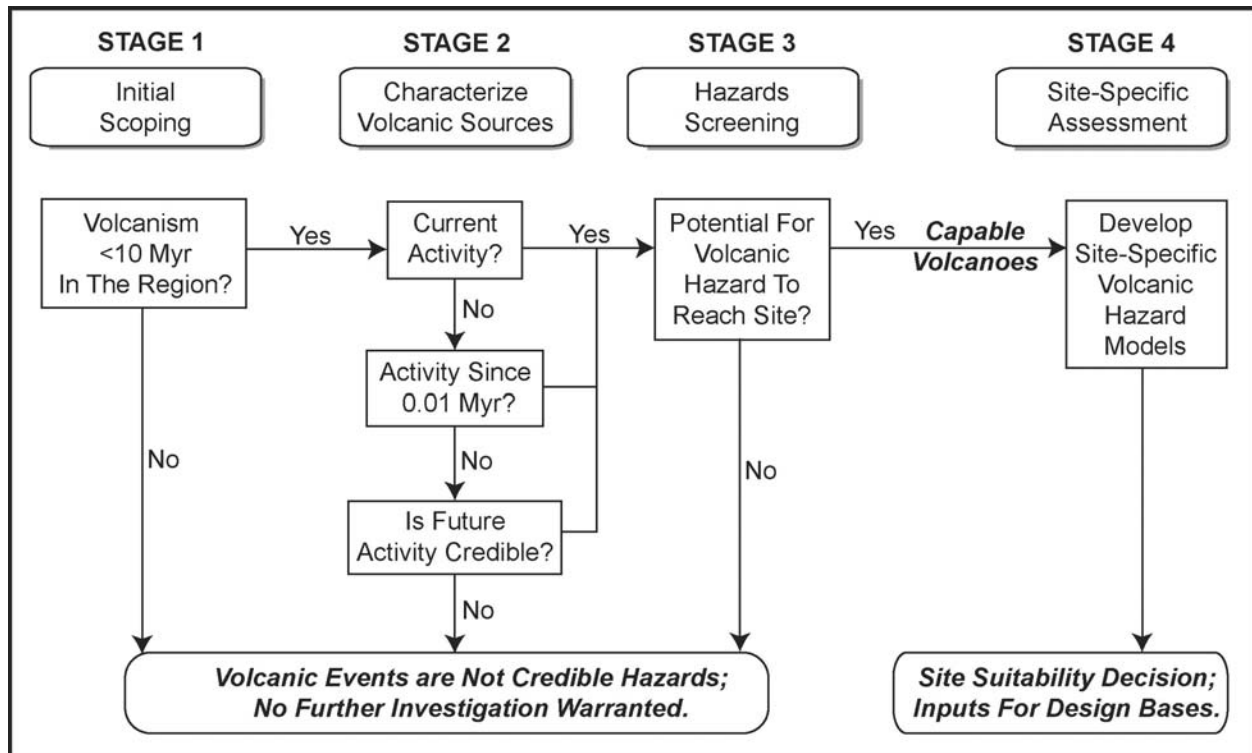 STAGE 1
Initial
Scoping
STAGE 2
Characterize
Volcanic Sources
STAGE 3
Hazards
Screening
STAGE 4
Site-Specific
Assessment
Volcanism
<10 Myr
In The Region?
Yes
No
Current
Activity?
Yes
No
Activity Since
0.01 Myr?
No
Is Future
Activity Credible?
No
Potential For
Volcanic
Hazard To
Reach Site?
Yes
Capable
Volcanoes
No
Develop
Site-Specific
Volcanic
Hazard
Models
Volcanic Events are Not Credible Hazards;
No Further Investigation Warranted.
Site Suitability Decision;
Inputs For Design Bases.